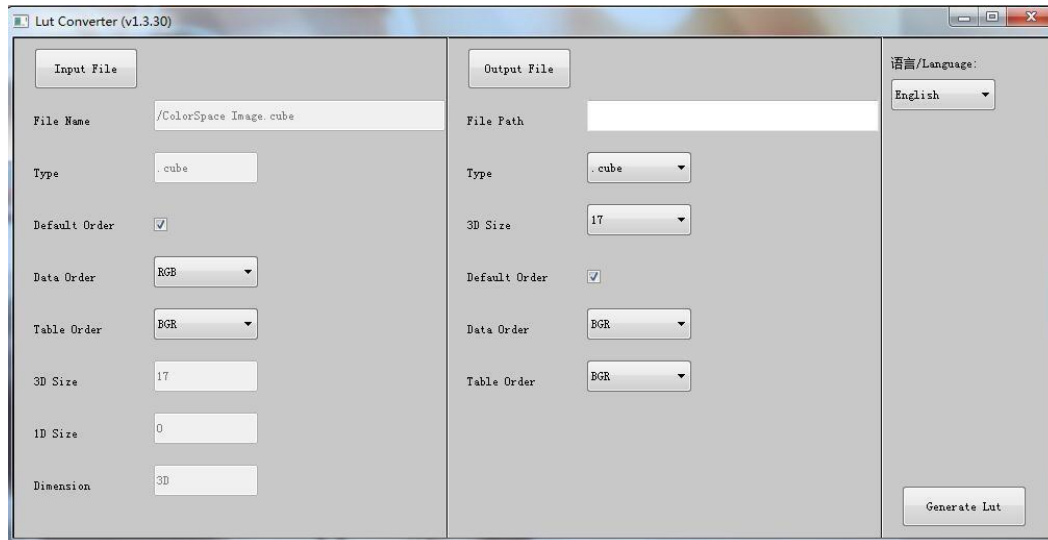 Lut Converter (v1.3.30)
Input File
File Name
/ColorSpace Image.cube
Type
.cube
Default Order
Data Order
RGB
Table Order
BGR
3D Size
17
1D Size
0
Dimension
3D
Output File
File Path
Type
.cube
3D Size
17
Default Order
Data Order
BGR
Table Order
BGR
语言/Language:
English
Generate Lut